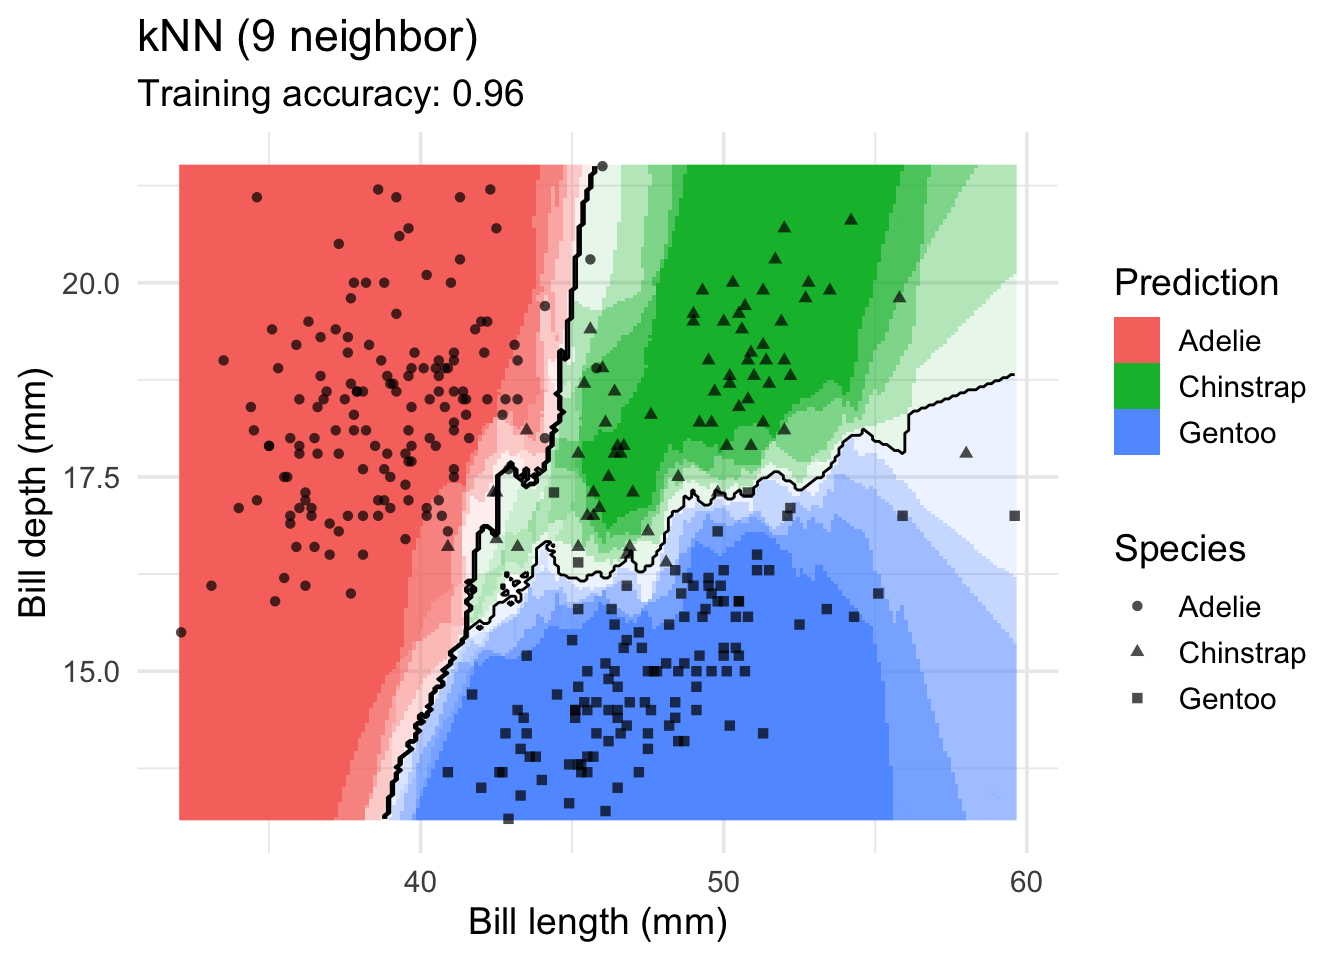 kNN (9 neighbor)
Training accuracy: 0.96
20.0
17.5
15.0
Bill depth (mm)
40
50
60
Bill length (mm)
Prediction
Adelie
Chinstrap
Gentoo
Species
Adelie
Chinstrap
Gentoo